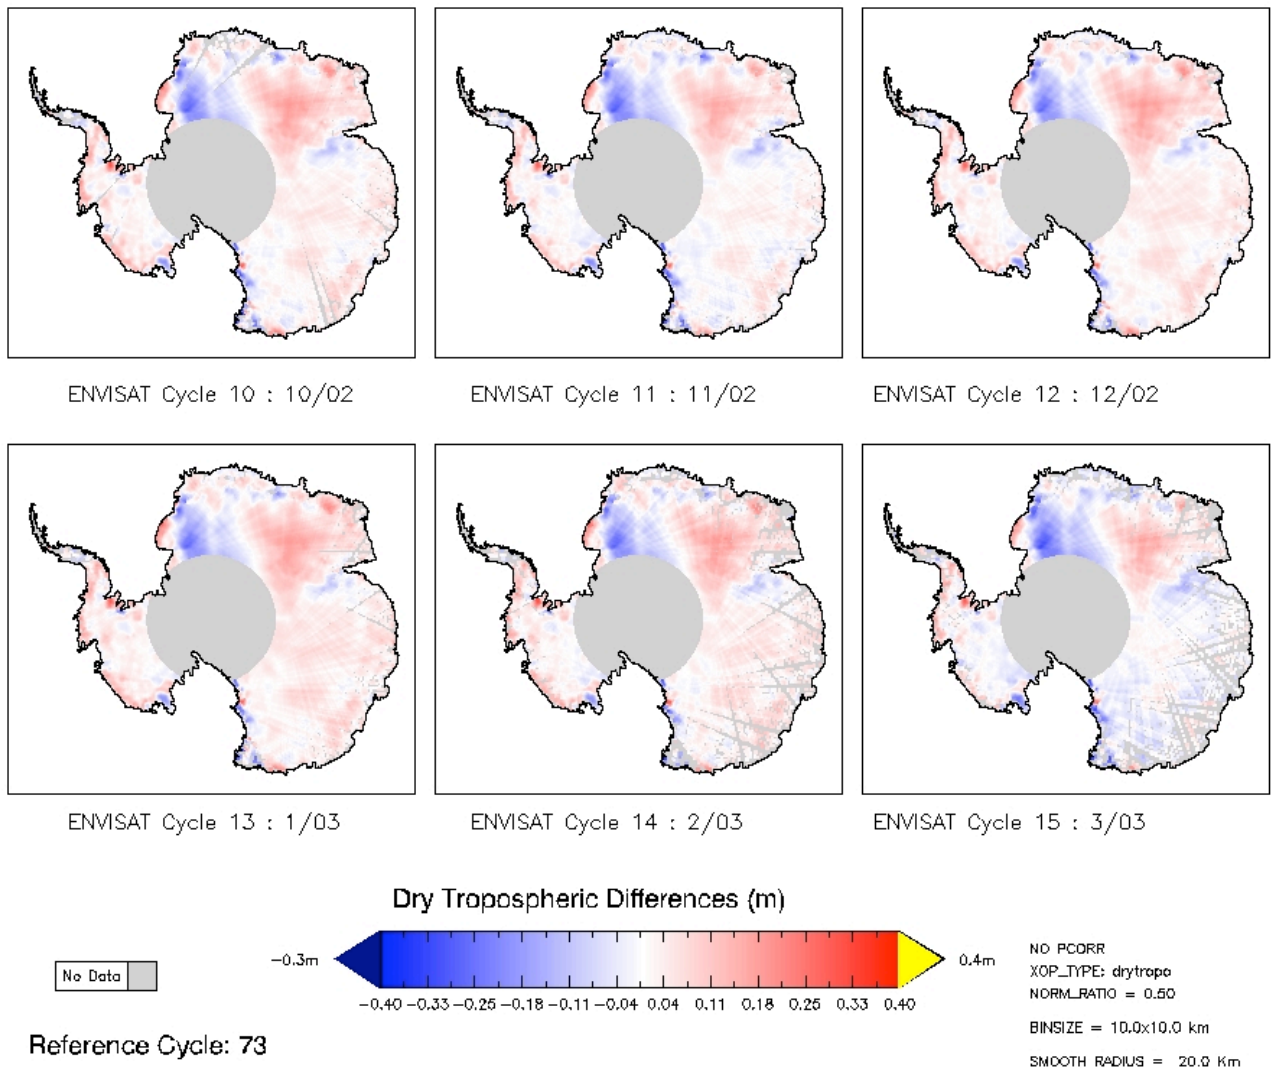 ENVISAT Cycle 10 : 10/02
ENVISAT Cycle 11 : 11/02
ENVISAT Cycle 12 : 12/02
ENVISAT Cycle 13 : 1/03
ENVISAT Cycle 14 : 2/03
ENVISAT Cycle 15 : 3/03
Dry Tropospheric Differences (m)
-0.3m
0.4m
-0.40 -0.33 -0.25 -0.18 -0.11 -0.04 0.04 0.11 0.18 0.25 0.33 0.40
No Data
Reference Cycle: 73
NO PCORR
XOP_TYPE: drytropo
NORM_RATIO = 0.50
BINSIZE = 10.0x10.0 km
SMOOTH RADIUS = 20.0 Km